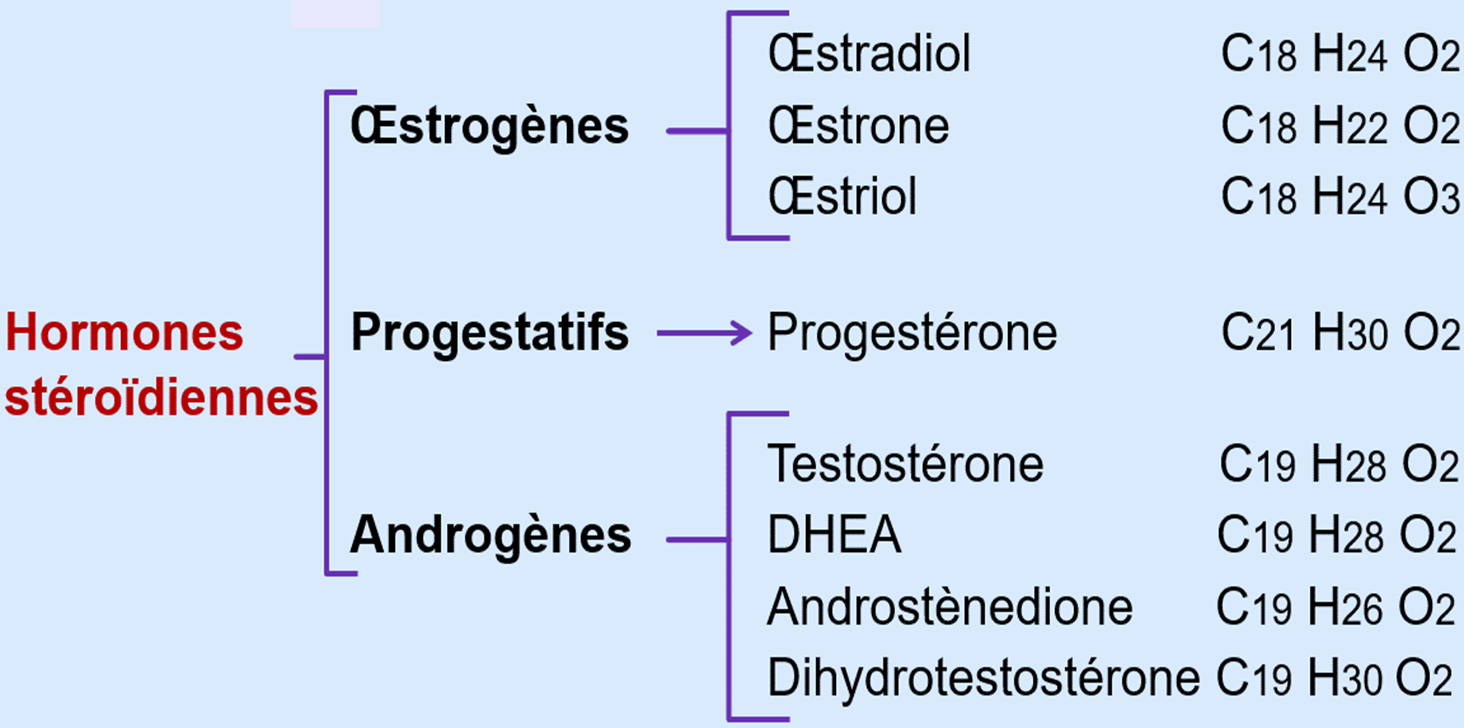 Œstradiol C18 H24 O2
Œstrogènes Œstrone C18 H22 O2
Œstriol C18 H24 O3
Hormones
stéroïdiennes
Progestatifs Progestérone C21 H30 O2
Testostérone C19 H28 O2
Androgènes DHEA C19 H28 O2
Androstènedione C19 H26 O2
Dihydrotestostérone C19 H30 O2